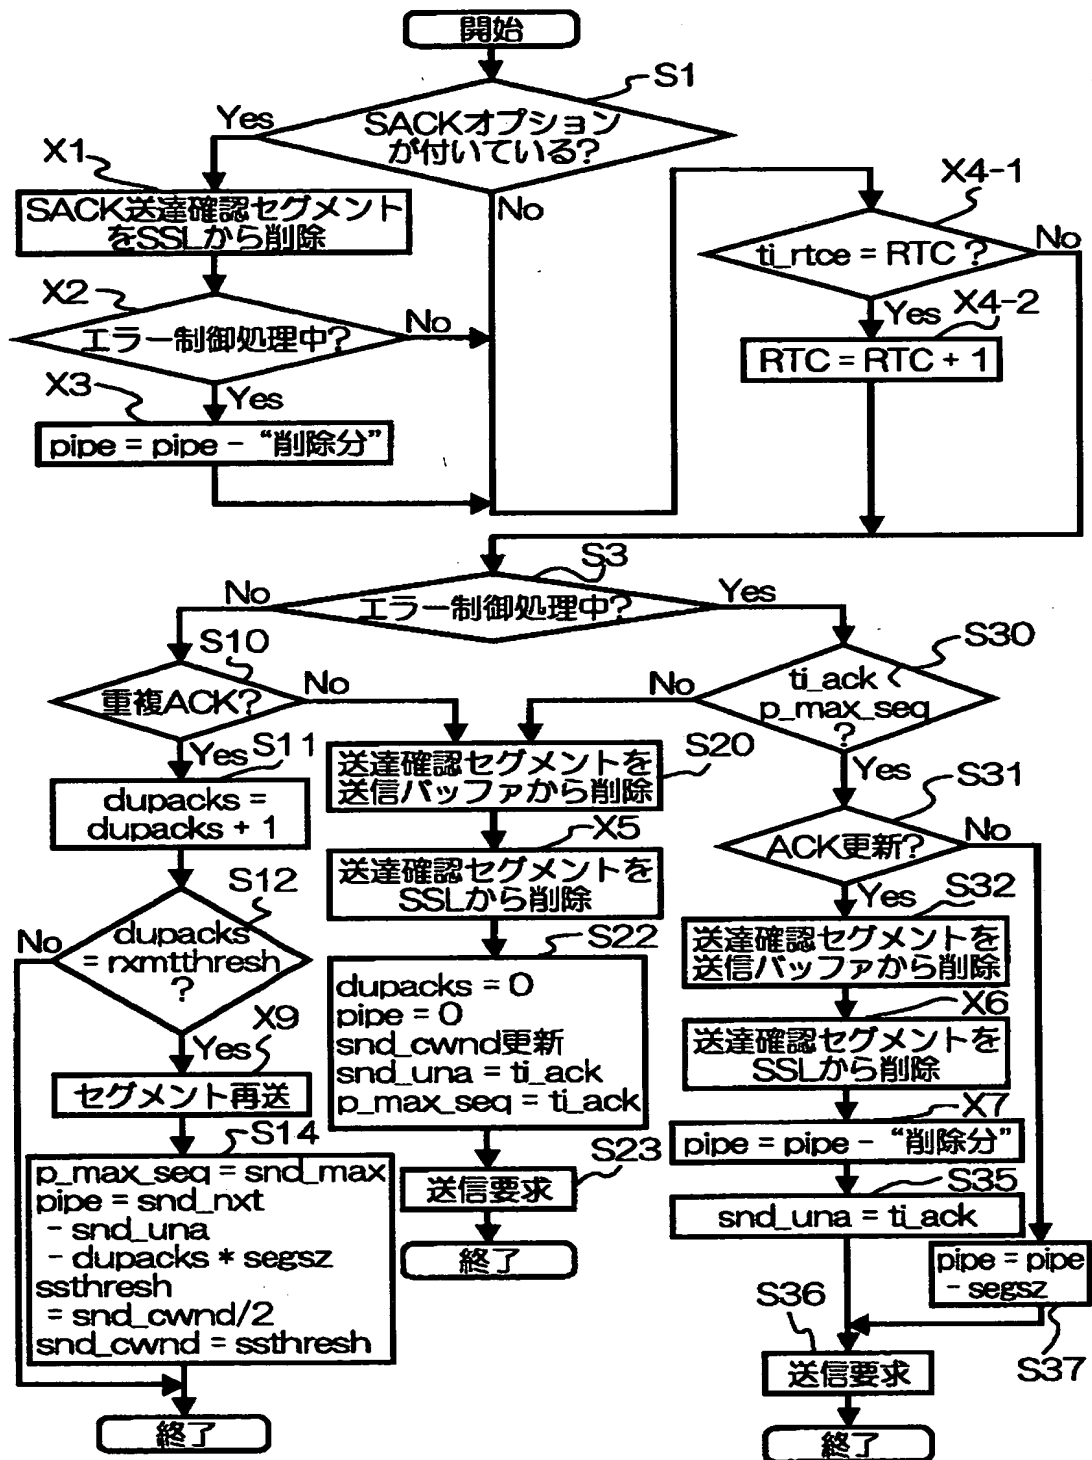 開始
S1
SACKオプション
が付いている?
Yes
No
X1
SACK送達確認セグメント
をSSLから削除
X2
エラー制御処理中?
No
Yes
X3
pipe = pipe - “削除分”
X4-1
ti_rtce = RTC ?
No
Yes
X4-2
RTC = RTC + 1
S3
エラー制御処理中?
No
Yes
S10
重複ACK?
No
Yes
S11
dupacks =
dupacks + 1
S12
dupacks
= rxmtthresh
?
No
Yes
X9
セグメント再送
S14
p_max_seq = snd_max
pipe = snd_nxt
- snd_una
- dupacks * segsz
ssthresh
= snd_cwnd/2
snd_cwnd = ssthresh
終了
S20
送達確認セグメントを
送信バッファから削除
X5
送達確認セグメントを
SSLから削除
S22
dupacks = 0
pipe = 0
snd_cwnd更新
snd_una = ti_ack
p_max_seq = ti_ack
S23
送信要求
終了
S30
ti_ack <
p_max_seq
?
No
Yes
S31
ACK更新?
No
Yes
S32
送達確認セグメントを
送信バッファから削除
X6
送達確認セグメントを
SSLから削除
X7
pipe = pipe - “削除分”
S35
snd_una = ti_ack
pipe = pipe
- segsz
S37
S36
送信要求
終了